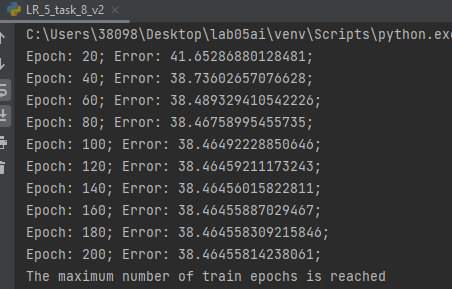 LR_5_task_8_v2
C:\Users\38098\Desktop\lab05ai\venv\Scripts\python.exe
Epoch: 20; Error: 41.65286880128481;
Epoch: 40; Error: 38.73602657076628;
Epoch: 60; Error: 38.489329410542226;
Epoch: 80; Error: 38.46758995455735;
Epoch: 100; Error: 38.46492228850646;
Epoch: 120; Error: 38.46459211173243;
Epoch: 140; Error: 38.46456015822811;
Epoch: 160; Error: 38.46455887029467;
Epoch: 180; Error: 38.464558309215846;
Epoch: 200; Error: 38.46455814238061;
The maximum number of train epochs is reached